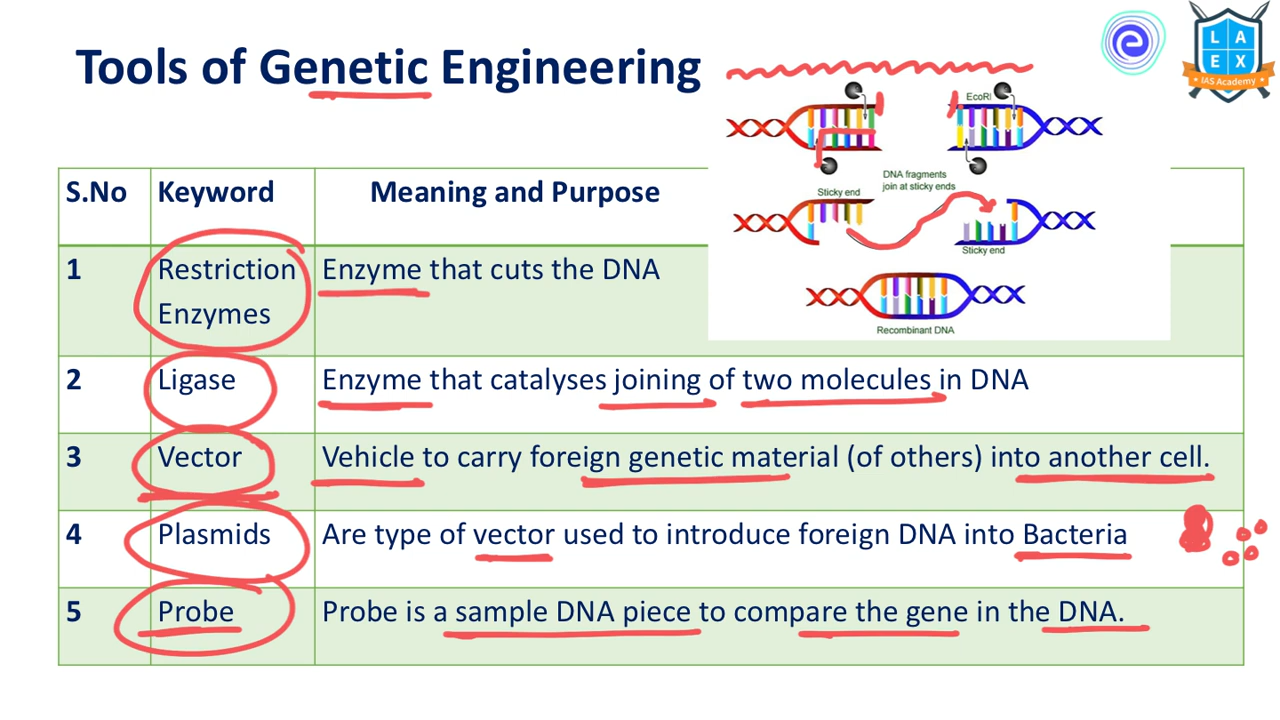 Tools of Genetic Engineering
e
L A
E X
IAS Academy
EcoRI
DNA fragments
join at sticky ends
Sticky end
Sticky end
Recombinant DNA
S.No Keyword Meaning and Purpose
1 Restriction Enzyme that cuts the DNA
Enzymes
2 Ligase Enzyme that catalyses joining of two molecules in DNA
3 Vector Vehicle to carry foreign genetic material (of others) into another cell.
4 Plasmids Are type of vector used to introduce foreign DNA into Bacteria
5 Probe Probe is a sample DNA piece to compare the gene in the DNA.